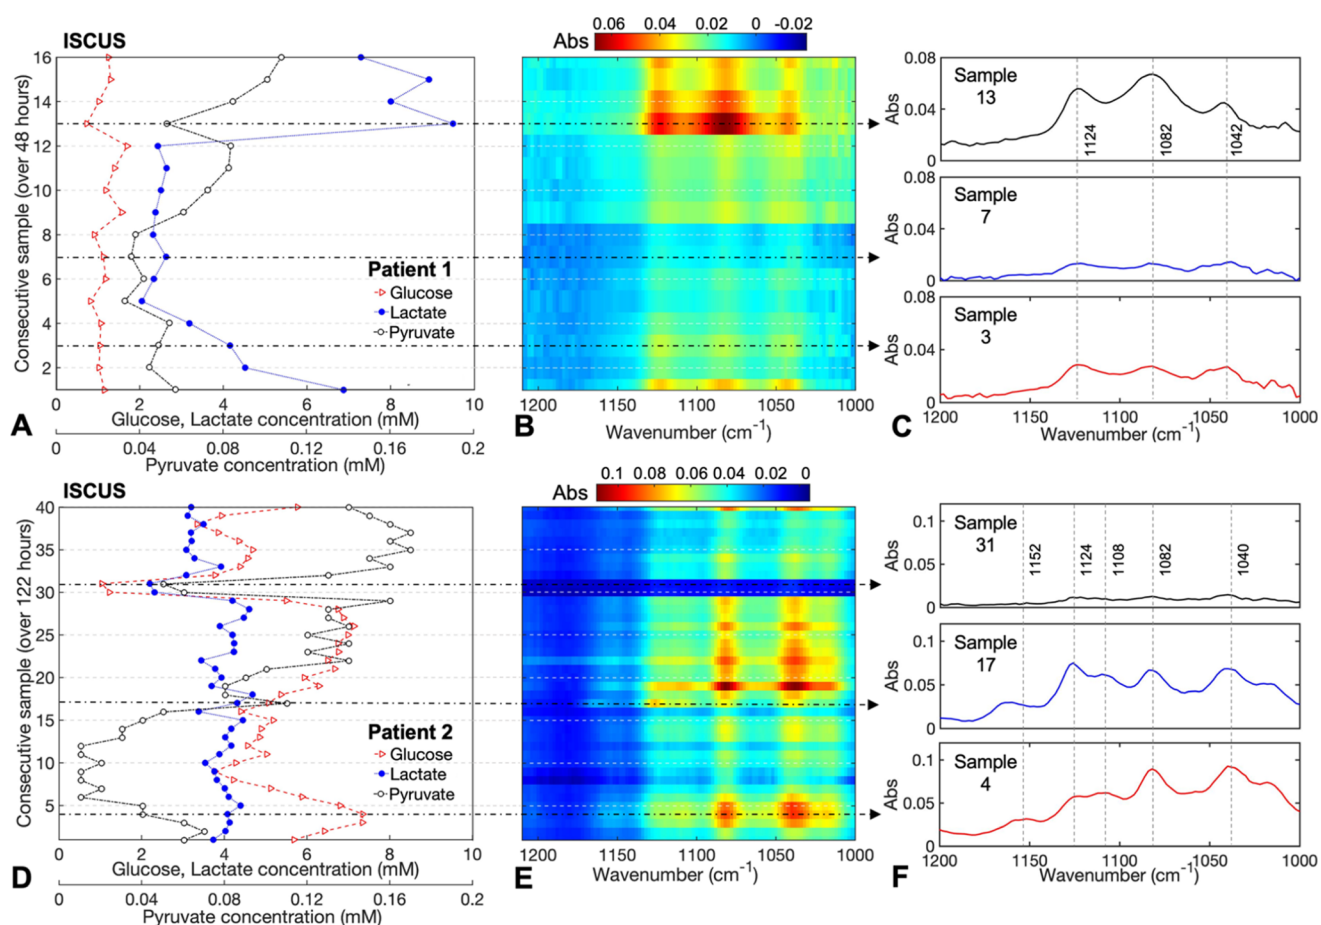 ISCUS
Consecutive sample (over 48 hours)
16
14
12
10
8
6
4
2
Patient 1
Glucose
Lactate
Pyruvate
0 2 4 6 8 10
Glucose, Lactate concentration (mM)
0 0.04 0.08 0.12 0.16 0.2
Pyruvate concentration (mM)
A
Abs
0.06 0.04 0.02 0 -0.02
1200 1150 1100 1050 1000
Wavenumber (cm⁻¹)
B
0.08
0.04
0
Abs
Sample
13
1124
1082
1042
0.08
0.04
0
Abs
Sample
7
0.08
0.04
0
Abs
Sample
3
1200 1150 1100 1050 1000
Wavenumber (cm⁻¹)
C
ISCUS
Consecutive sample (over 122 hours)
40
35
30
25
20
15
10
5
Patient 2
Glucose
Lactate
Pyruvate
0 2 4 6 8 10
Glucose, Lactate concentration (mM)
0 0.04 0.08 0.12 0.16 0.2
Pyruvate concentration (mM)
D
Abs
0.1 0.08 0.06 0.04 0.02 0
1200 1150 1100 1050 1000
Wavenumber (cm⁻¹)
E
0.1
0.05
0
Abs
Sample
31
1152
1124
1108
1082
1040
0.1
0.05
0
Abs
Sample
17
0.1
0.05
0
Abs
Sample
4
1200 1150 1100 1050 1000
Wavenumber (cm⁻¹)
F